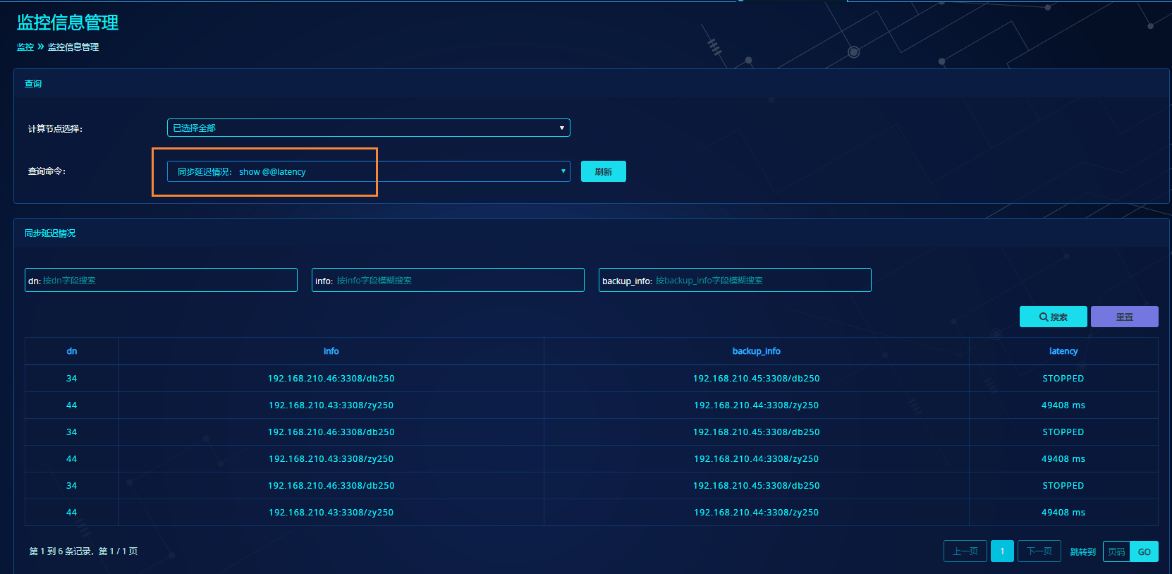 监控信息管理
监控 » 监控信息管理
查询
计算节点选择: 已选择全部
查询命令: 同步延迟情况: show @@latency 刷新
同步延迟情况
dn: 按dn字段搜索 info: 按info字段模糊搜索 backup_info: 按backup_info字段模糊搜索
搜索 重置
dn info backup_info latency
34 192.168.210.46:3308/db250 192.168.210.45:3308/db250 STOPPED
44 192.168.210.43:3308/zy250 192.168.210.44:3308/zy250 49408 ms
34 192.168.210.46:3308/db250 192.168.210.45:3308/db250 STOPPED
44 192.168.210.43:3308/zy250 192.168.210.44:3308/zy250 49408 ms
34 192.168.210.46:3308/db250 192.168.210.45:3308/db250 STOPPED
44 192.168.210.43:3308/zy250 192.168.210.44:3308/zy250 49408 ms
第 1 到 6 条记录，第 1 / 1 页 上一页 1 下一页 跳转到 页码 GO